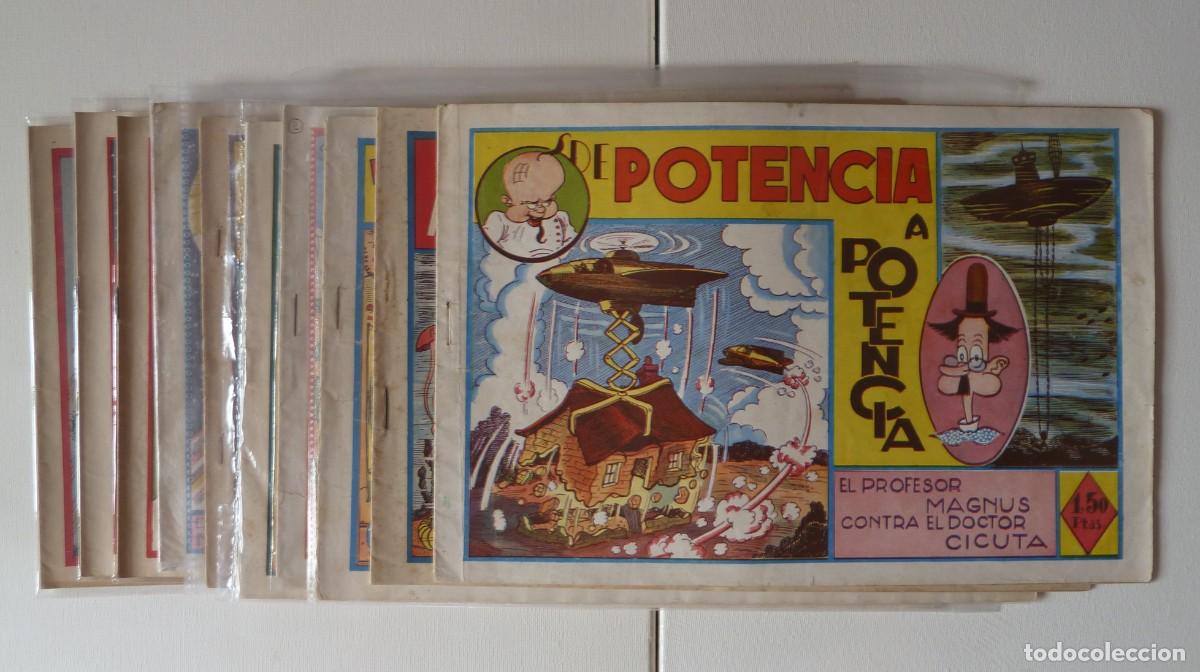 DE POTENCIA
A
POTENCIA
EL PROFESOR
MAGNUS
CONTRA EL DOCTOR
CICUTA
1.50
Ptas.
todocoleccion